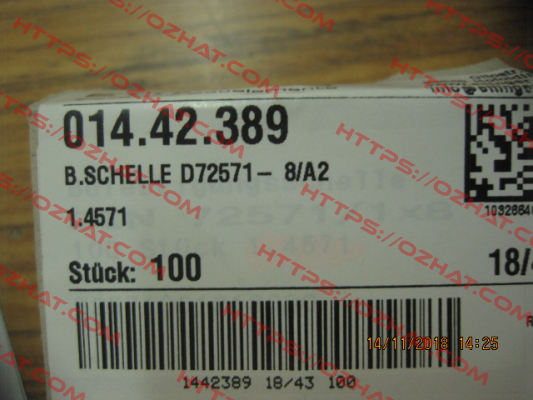 014.42.389
B.SCHELLE D72571- 8/A2
1.4571
Stück: 100
18/4
1442389 18/43 100
14/11/2018 14:25
HTTPS://OZHAT.COM